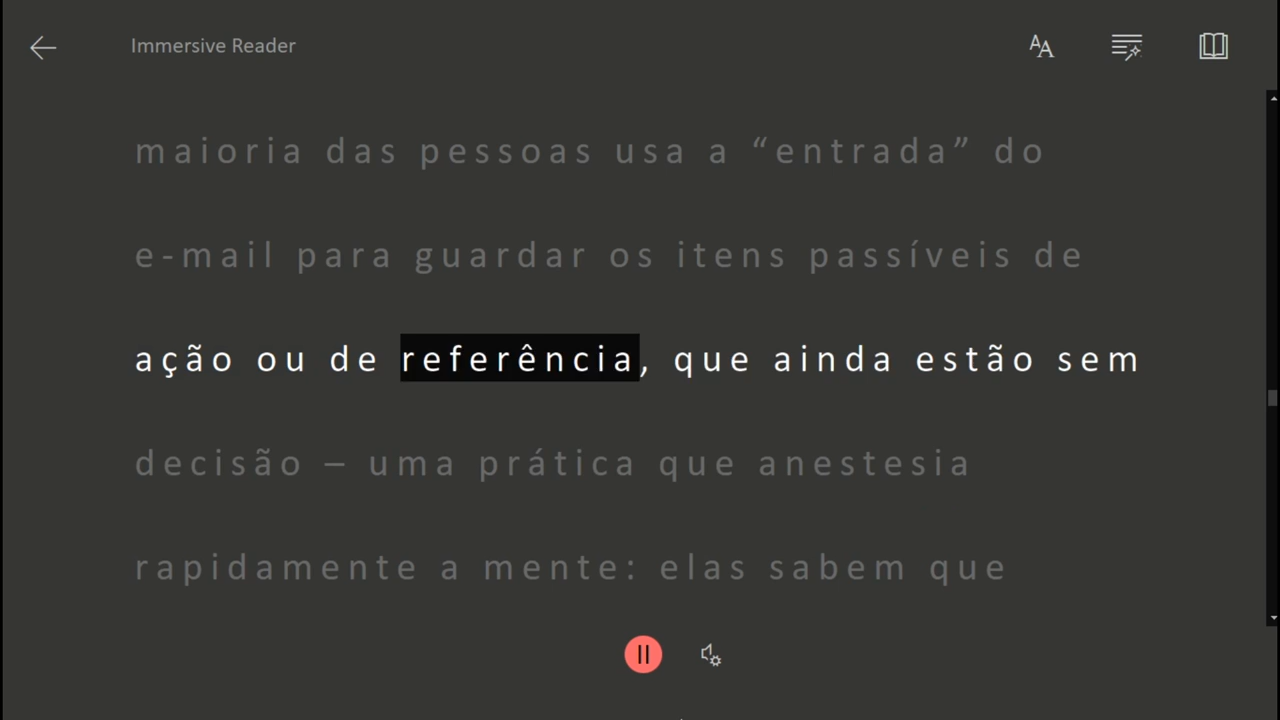 Immersive Reader
maioria das pessoas usa a “entrada” do
e-mail para guardar os itens passíveis de
ação ou de referência, que ainda estão sem
decisão – uma prática que anestesia
rapidamente a mente: elas sabem que